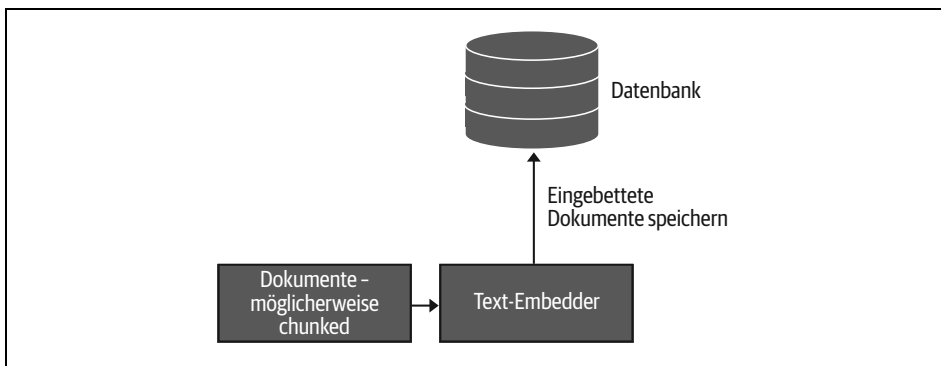 Datenbank
Eingebettete
Dokumente speichern
Dokumente –
möglicherweise
chunked
Text-Embedder